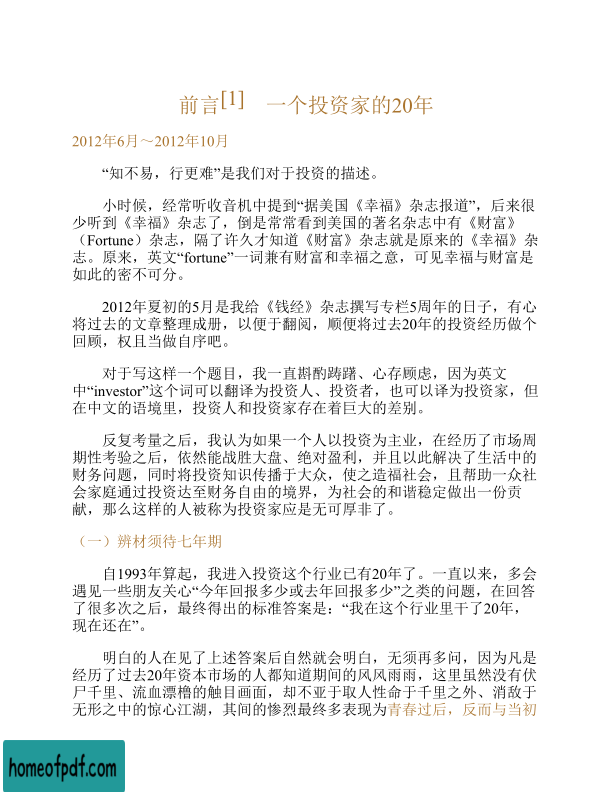 前言[1]　一个投资家的20年
2012年6月～2012年10月
“知不易，行更难”是我们对于投资的描述。
小时候，经常听收音机中提到“据美国《幸福》杂志报道”，后来很
少听到《幸福》杂志了，倒是常常看到美国的著名杂志中有《财富》
（Fortune）杂志，隔了许久才知道《财富》杂志就是原来的《幸福》杂
志。原来，英文“fortune”一词兼有财富和幸福之意，可见幸福与财富是
如此的密不可分。
2012年夏初的5月是我给《钱经》杂志撰写专栏5周年的日子，有心
将过去的文章整理成册，以便于翻阅，顺便将过去20年的投资经历做个
回顾，权且当做自序吧。
对于写这样一个题目，我一直斟酌踌躇、心存顾虑，因为英文
中“investor”这个词可以翻译为投资人、投资者，也可以译为投资家，但
在中文的语境里，投资人和投资家存在着巨大的差别。
反复考量之后，我认为如果一个人以投资为主业，在经历了市场周
期性考验之后，依然能战胜大盘、绝对盈利，并且以此解决了生活中的
财务问题，同时将投资知识传播于大众，使之造福社会，且帮助一众社
会家庭通过投资达至财务自由的境界，为社会的和谐稳定做出一份贡
献，那么这样的人被称为投资家应是无可厚非了。
（一）辨材须待七年期
自1993年算起，我进入投资这个行业已有20年了。一直以来，多会
遇见一些朋友关心“今年回报多少或去年回报多少”之类的问题，在回答
了很多次之后，最终得出的标准答案是：“我在这个行业里干了20年，
现在还在”。
明白的人在见了上述答案后自然就会明白，无须再多问，因为凡是
经历了过去20年资本市场的人都知道期间的风风雨雨，这里虽然没有伏
尸千里、流血漂橹的触目画面，却不亚于取人性命于千里之外、消敌于
无形之中的惊心江湖，其间的惨烈最终多表现为青春过后，反而与当初
homeofpdf.com